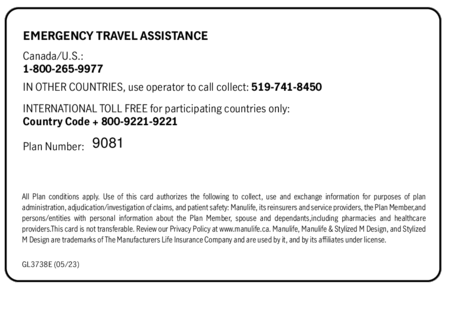 EMERGENCY TRAVEL ASSISTANCE
Canada/U.S.:
1-800-265-9977
IN OTHER COUNTRIES, use operator to call collect: 519-741-8450
INTERNATIONAL TOLL FREE for participating countries only:
Country Code + 800-9221-9221
Plan Number: 9081
All Plan conditions apply. Use of this card authorizes the following to collect, use and exchange information for purposes of plan
administration, adjudication/investigation of claims, and patient safety: Manulife, its reinsurers and service providers, the Plan Member,and
persons/entities with personal information about the Plan Member, spouse and dependants,including pharmacies and healthcare
providers.This card is not transferable. Review our Privacy Policy at www.manulife.ca. Manulife, Manulife & Stylized M Design, and Stylized
M Design are trademarks of The Manufacturers Life Insurance Company and are used by it, and by its affiliates under license.
GL3738E (05/23)